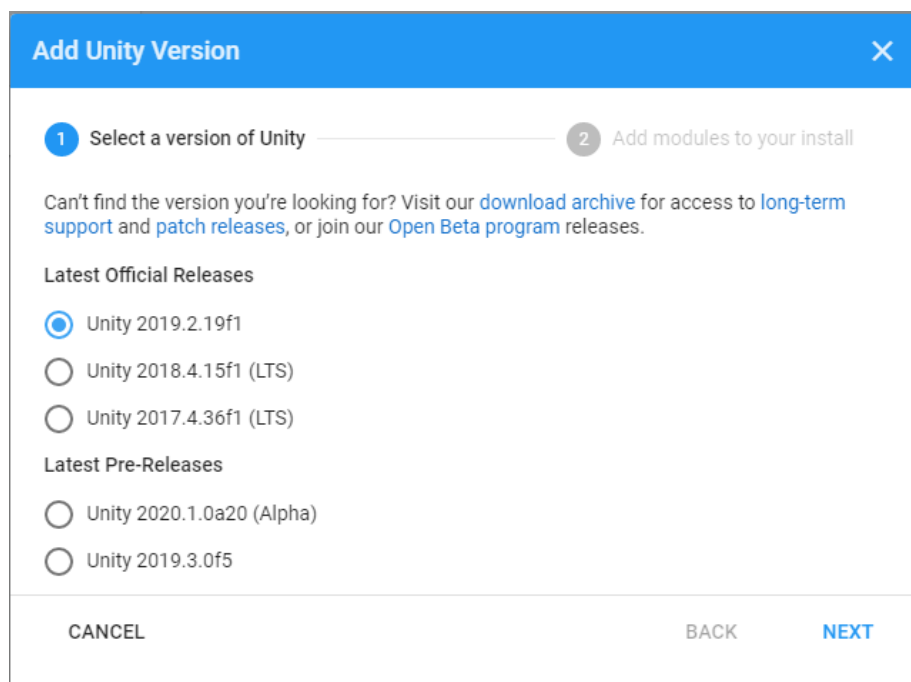 Add Unity Version
1 Select a version of Unity 2 Add modules to your install
Can't find the version you're looking for? Visit our download archive for access to long-term
support and patch releases, or join our Open Beta program releases.
Latest Official Releases
Unity 2019.2.19f1
Unity 2018.4.15f1 (LTS)
Unity 2017.4.36f1 (LTS)
Latest Pre-Releases
Unity 2020.1.0a20 (Alpha)
Unity 2019.3.0f5
CANCEL BACK NEXT